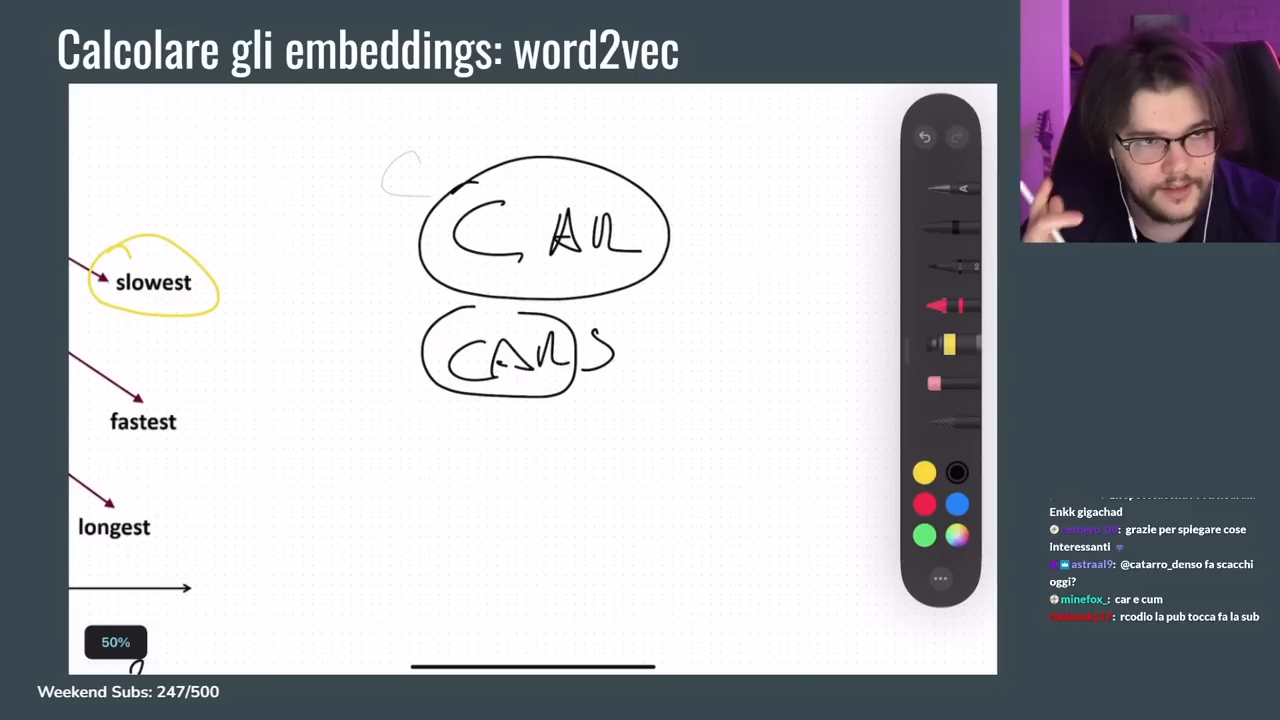 Calcolare gli embeddings: word2vec
CAR
slowest
CARS
fastest
longest
50%
Weekend Subs: 247/500
Enkk gigachad
grazie per spiegare cose
interessanti
astraal9: @catarro_denso fa scacchi
oggi?
minefox_: car e cum
rcodio la pub tocca fa la sub